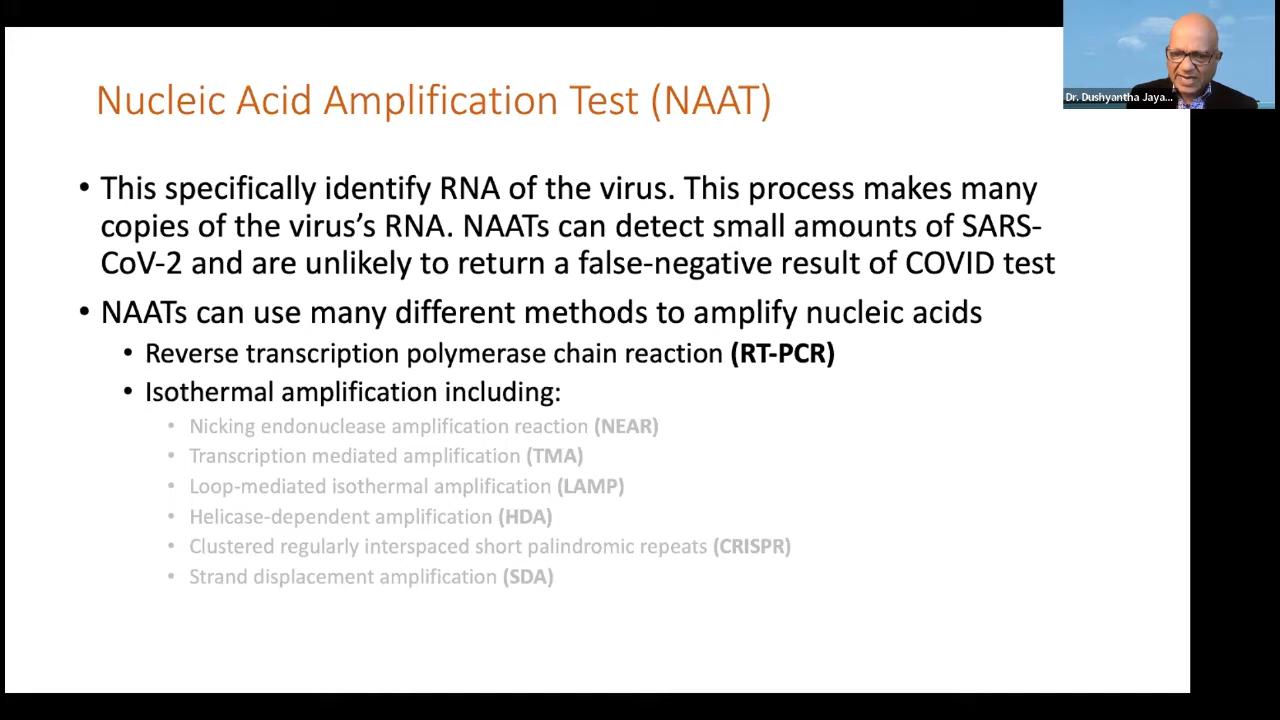 Nucleic Acid Amplification Test (NAAT)
Dr. Dushyantha Jaya...
• This specifically identify RNA of the virus. This process makes many
copies of the virus’s RNA. NAATs can detect small amounts of SARS-
CoV-2 and are unlikely to return a false-negative result of COVID test
• NAATs can use many different methods to amplify nucleic acids
• Reverse transcription polymerase chain reaction (RT-PCR)
• Isothermal amplification including:
• Nicking endonuclease amplification reaction (NEAR)
• Transcription mediated amplification (TMA)
• Loop-mediated isothermal amplification (LAMP)
• Helicase-dependent amplification (HDA)
• Clustered regularly interspaced short palindromic repeats (CRISPR)
• Strand displacement amplification (SDA)